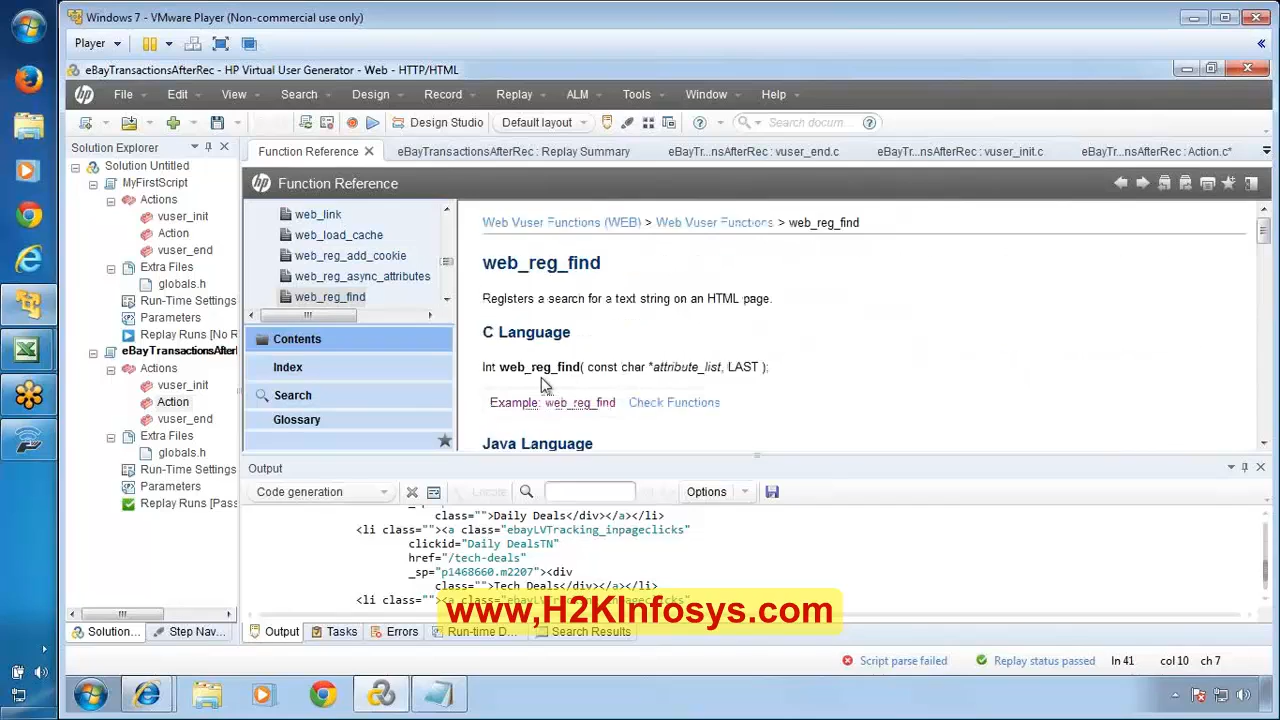 Windows 7 - VMware Player (Non-commercial use only)
Player
eBayTransactionsAfterRec - HP Virtual User Generator - Web - HTTP/HTML
File Edit View Search Design Record Replay ALM Tools Window Help
Design Studio Default layout Search docum...
Solution Explorer
Function Reference eBayTransactionsAfterRec : Replay Summary eBayTr...nsAfterRec : vuser_end.c eBayTr...nsAfterRec : vuser_init.c eBayTr...nsAfterRec : Action.c*
Solution Untitled
MyFirstScript
Actions
vuser_init
Action
vuser_end
Extra Files
globals.h
Run-Time Settings
Parameters
Replay Runs [No R
eBayTransactionsAfterl
Actions
vuser_init
Action
vuser_end
Extra Files
globals.h
Run-Time Settings
Parameters
Replay Runs [Pass
Solution... Step Nav...
hp Function Reference
web_link
web_load_cache
web_reg_add_cookie
web_reg_async_attributes
web_reg_find
Contents
Index
Search
Glossary
Web Vuser Functions (WEB) > Web Vuser Functions > web_reg_find
web_reg_find
Registers a search for a text string on an HTML page.
C Language
Int web_reg_find( const char *attribute_list, LAST );
Example: web_reg_find Check Functions
Java Language
Output
Code generation Locate Options
class="">Daily Deals</div></a></li>
<li class=""><a class="ebayLVTracking_inpageclicks"
clickid="Daily DealsTN"
href="/tech-deals"
_sp="p1468660.m2207"><div
class="">Tech Deals</div></a></li>
www,H2KInfosys.com
Output Tasks Errors Run-time D... Search Results
Script parse failed Replay status passed ln 41 col 10 ch 7